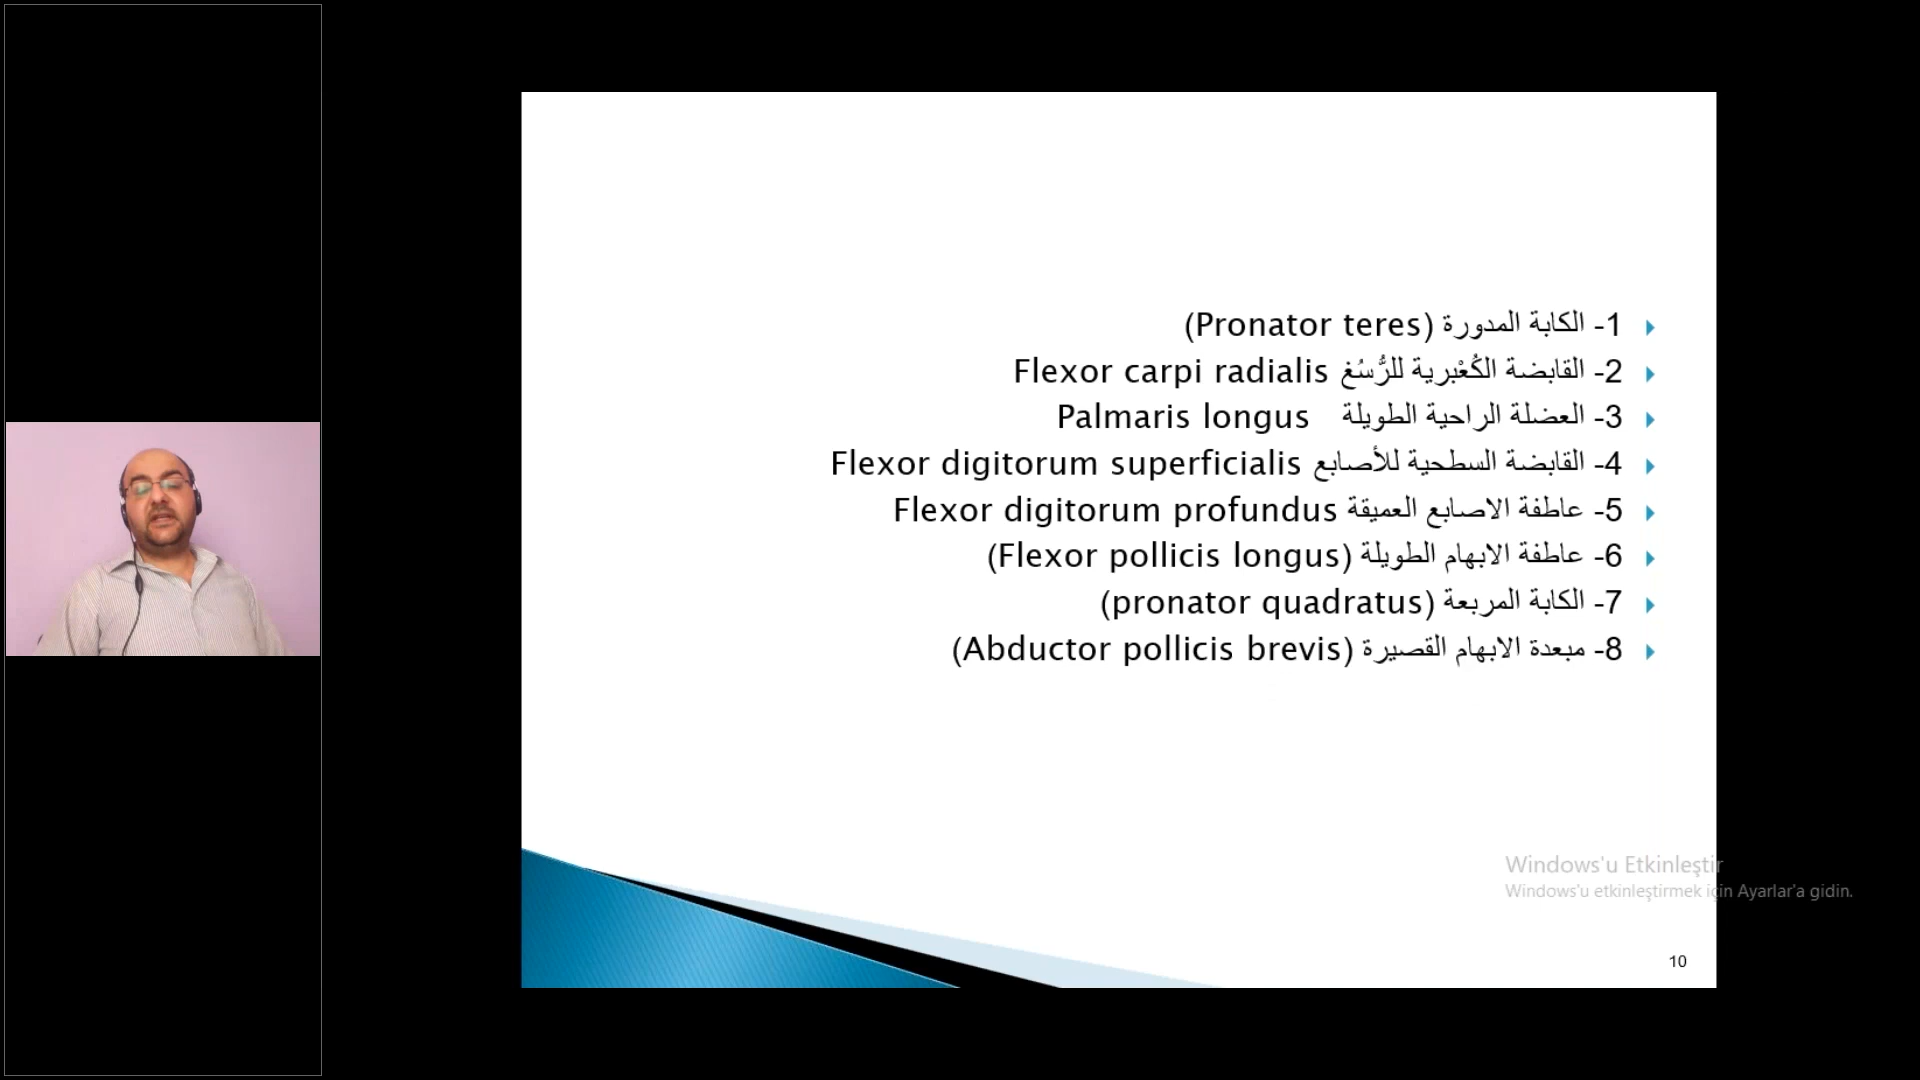 1- الكابة المدورة (Pronator teres)
2- القابضة الكُعْبرية للرُّسُغ Flexor carpi radialis
3- العضلة الراحية الطويلة Palmaris longus
4- القابضة السطحية للأصابع Flexor digitorum superficialis
5- عاطفة الاصابع العميقة Flexor digitorum profundus
6- عاطفة الابهام الطويلة (Flexor pollicis longus)
7- الكابة المربعة (pronator quadratus)
8- مبعدة الابهام القصيرة (Abductor pollicis brevis)
Windows'u Etkinleştir
Windows'u etkinleştirmek için Ayarlar'a gidin.
10